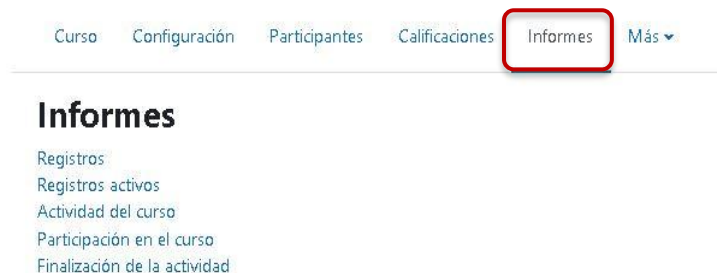 Curso Configuración Participantes Calificaciones Informes Más
Informes
Registros
Registros activos
Actividad del curso
Participación en el curso
Finalización de la actividad